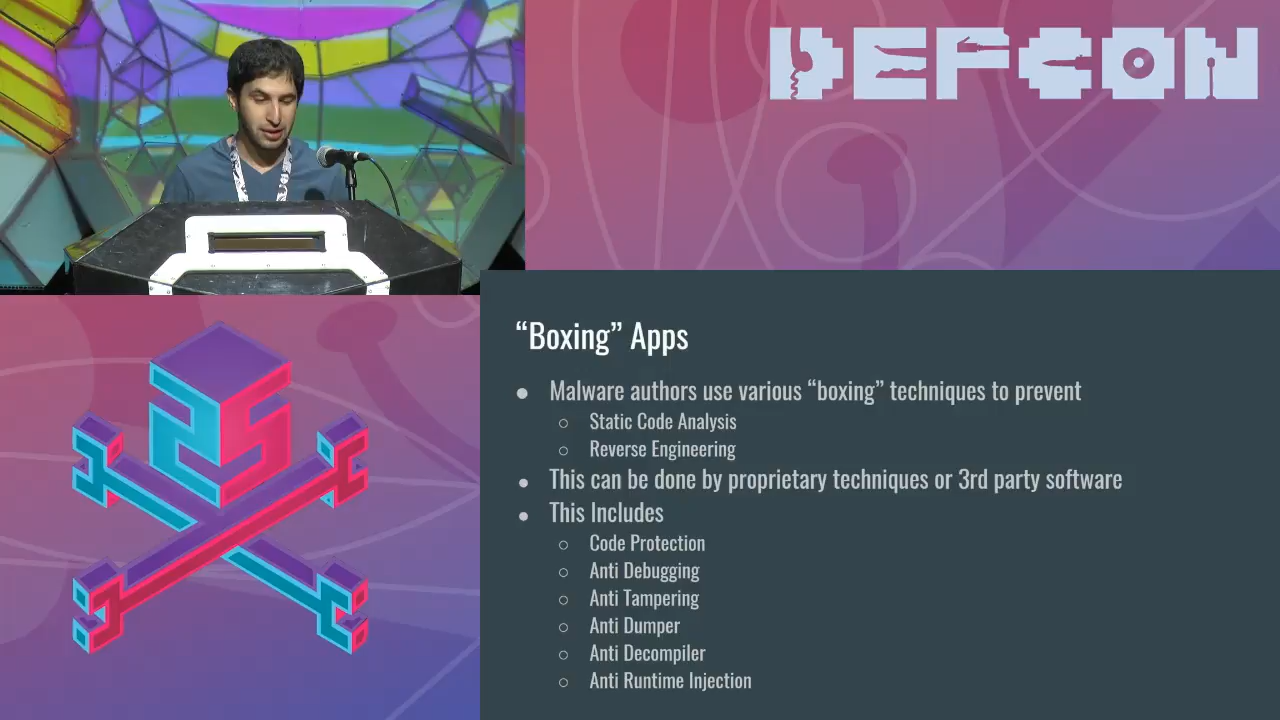 DEFCON
25
“Boxing” Apps
● Malware authors use various “boxing” techniques to prevent
○ Static Code Analysis
○ Reverse Engineering
● This can be done by proprietary techniques or 3rd party software
● This Includes
○ Code Protection
○ Anti Debugging
○ Anti Tampering
○ Anti Dumper
○ Anti Decompiler
○ Anti Runtime Injection